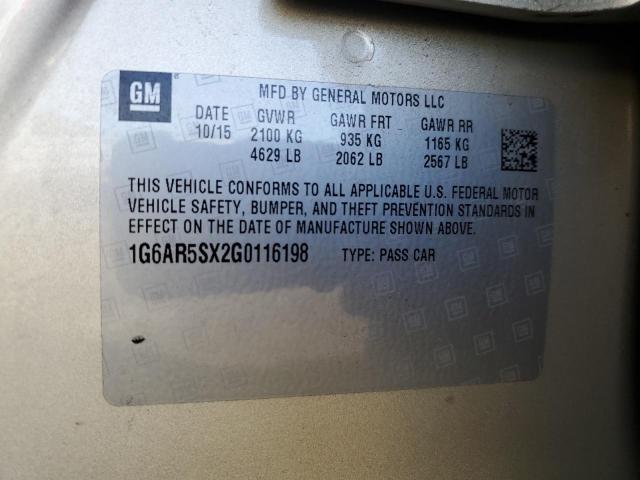 GM
MFD BY GENERAL MOTORS LLC
DATE GVWR GAWR FRT GAWR RR
10/15 2100 KG 935 KG 1165 KG
4629 LB 2062 LB 2567 LB
THIS VEHICLE CONFORMS TO ALL APPLICABLE U.S. FEDERAL MOTOR
VEHICLE SAFETY, BUMPER, AND THEFT PREVENTION STANDARDS IN
EFFECT ON THE DATE OF MANUFACTURE SHOWN ABOVE.
1G6AR5SX2G0116198 TYPE: PASS CAR